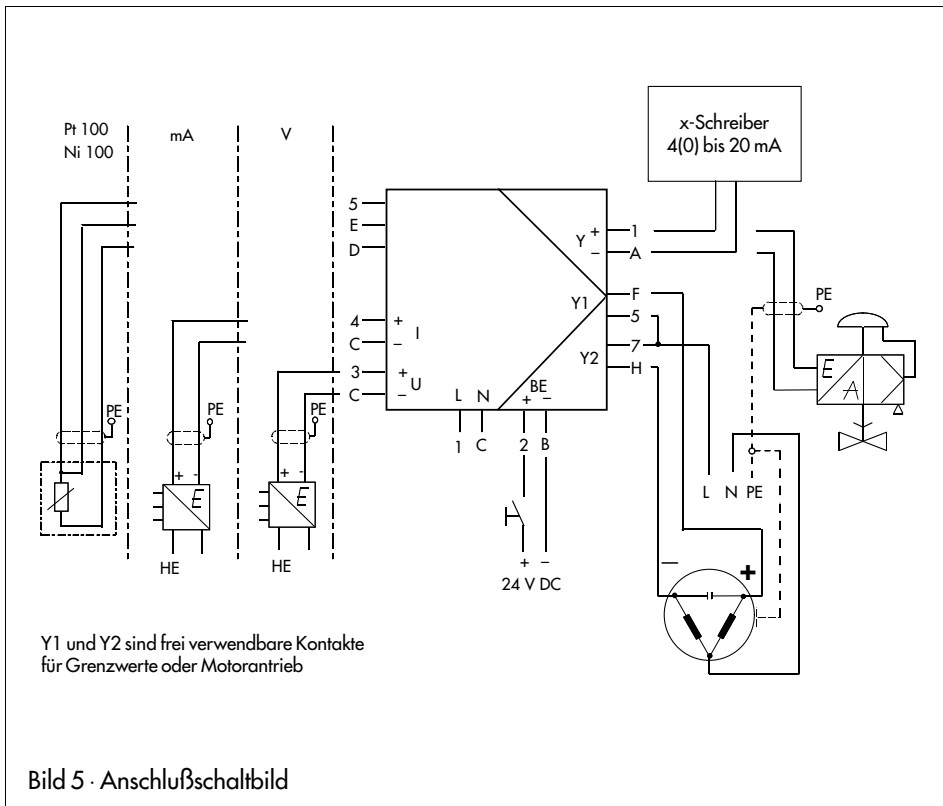 Pt 100
Ni 100
mA
V
x-Schreiber
4(0) bis 20 mA
5
E
D
4 +
I
C –
3 +
U
C –
Y + 1
– A
Y1 F
5
Y2 7
H
L N
1 C
BE
+ –
2 B
+ –
24 V DC
PE
PE
PE
PE
+ -
E
HE
+ -
E
HE
E
A
L N PE
– +
Y1 und Y2 sind frei verwendbare Kontakte
für Grenzwerte oder Motorantrieb
Bild 5 · Anschlußschaltbild